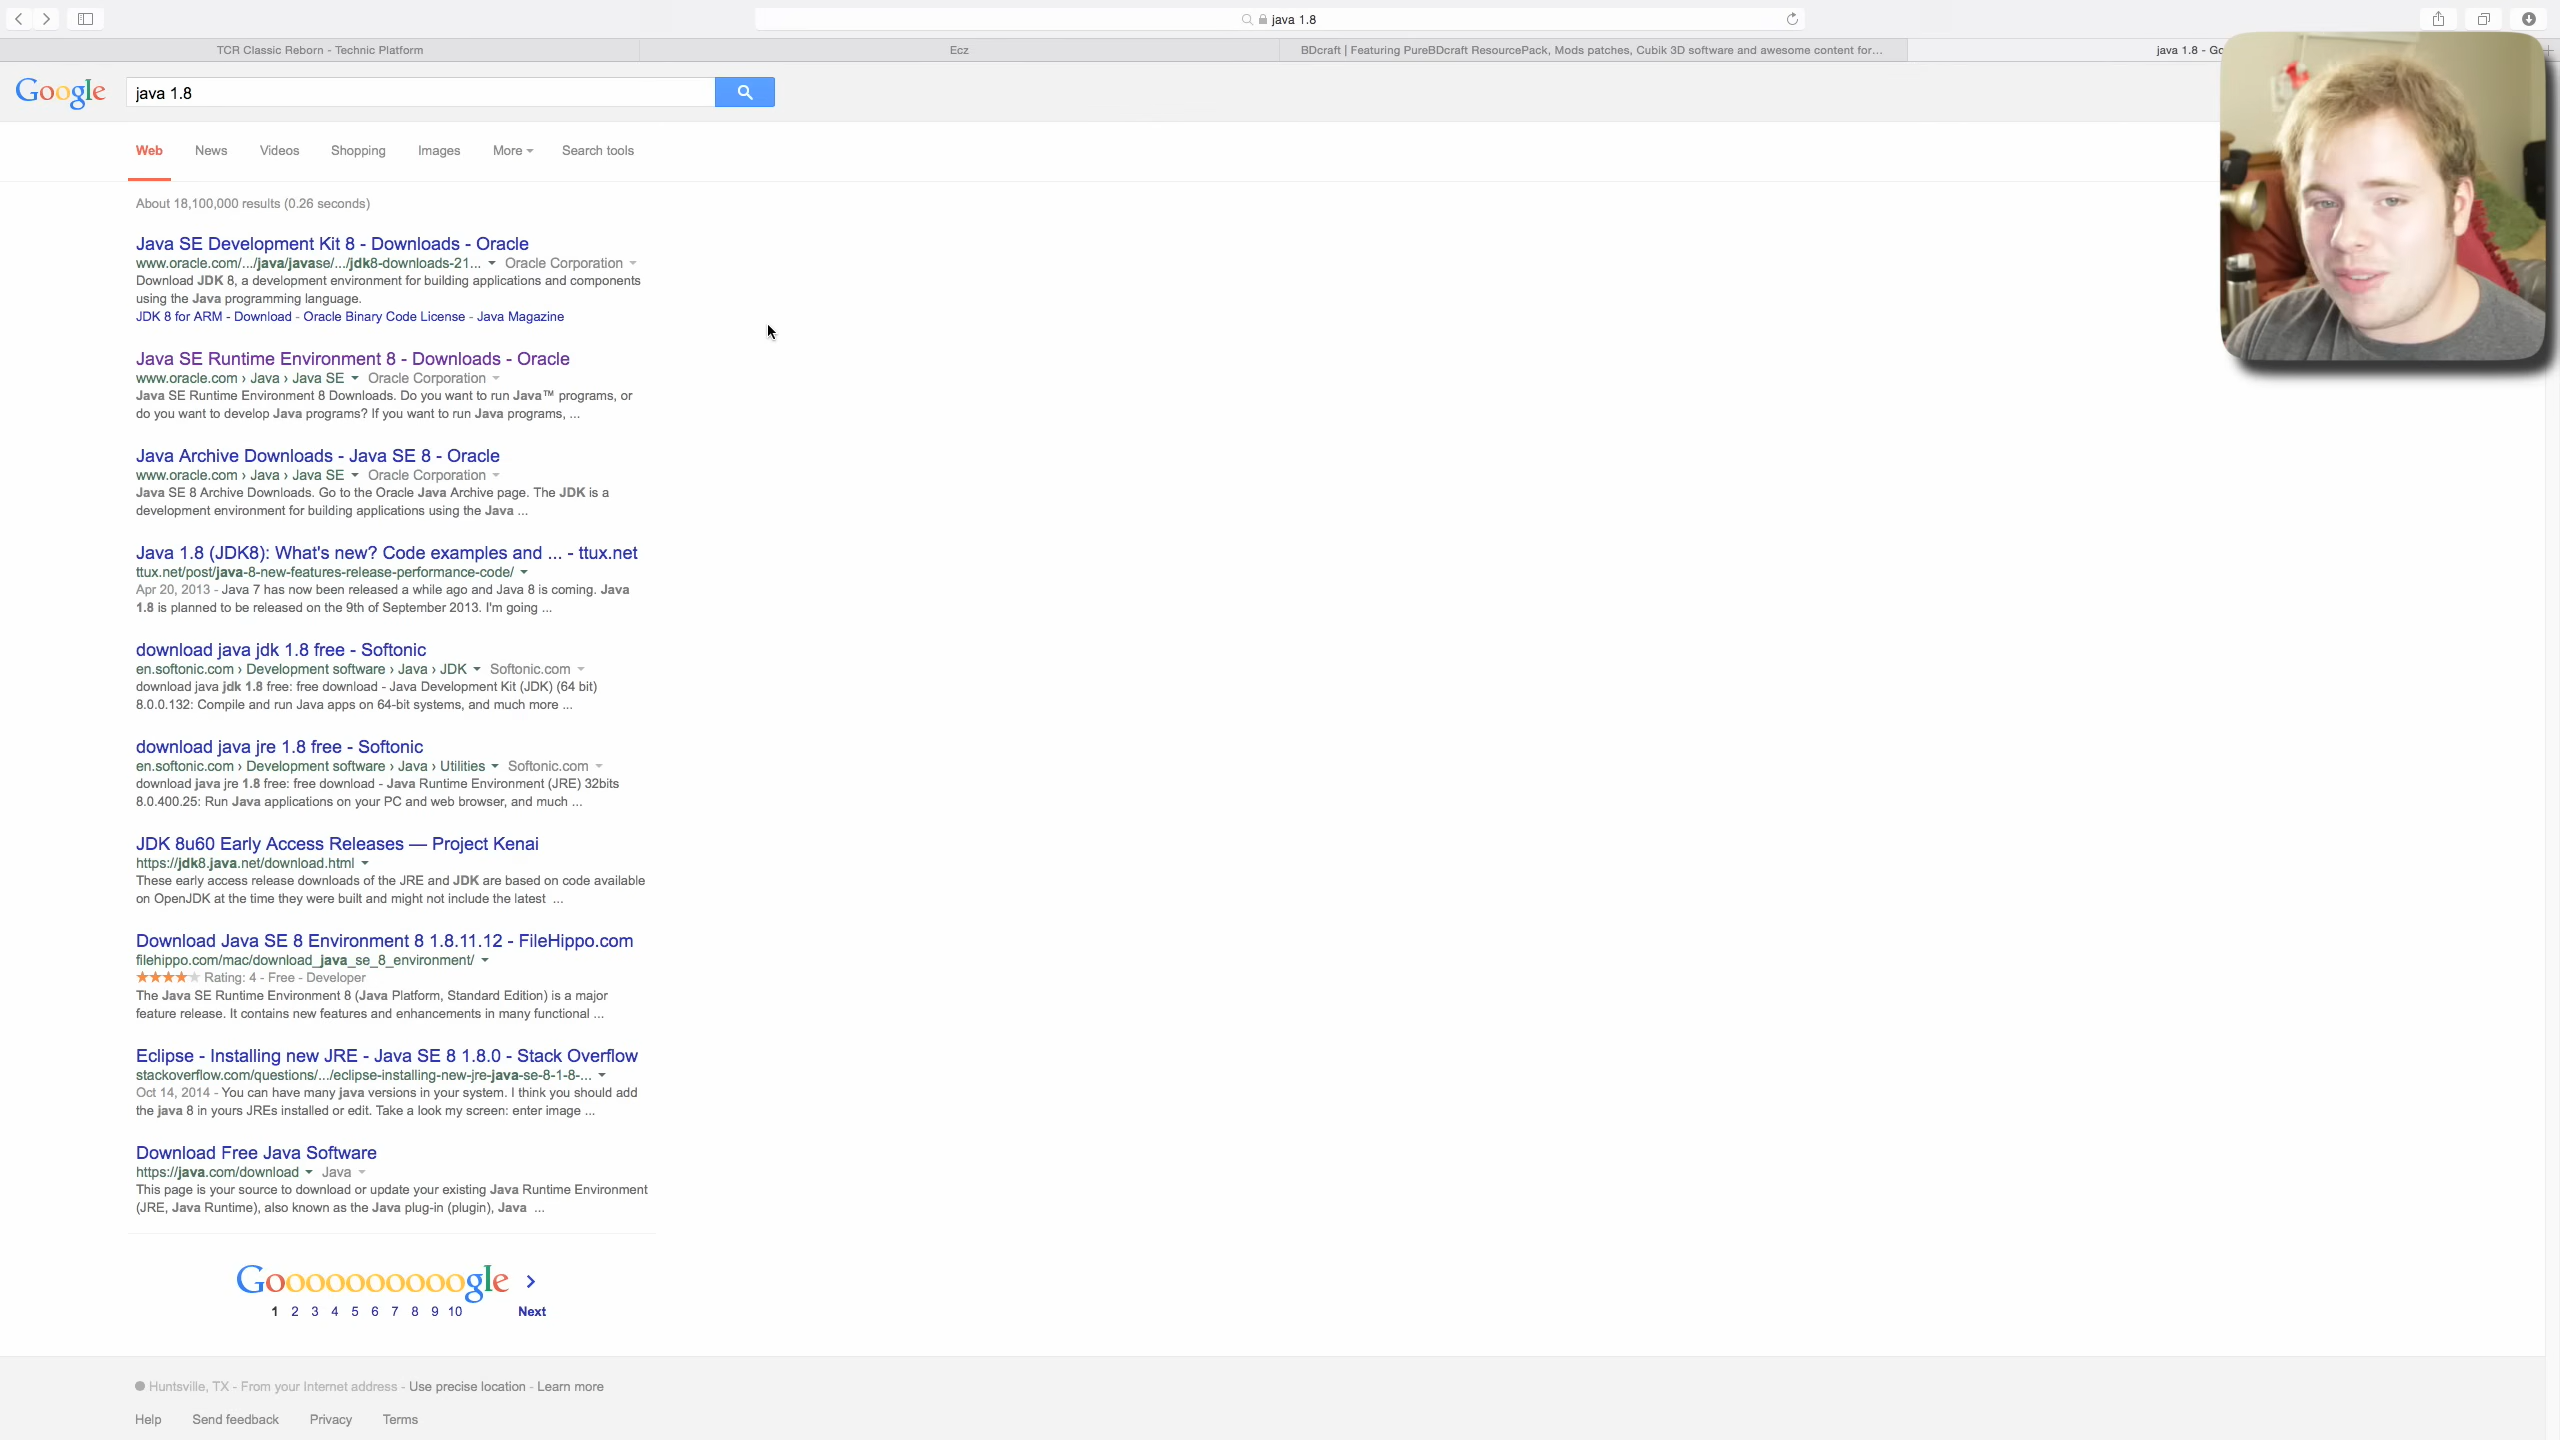 java 1.8
TCR Classic Reborn - Technic Platform
Ecz
BDcraft | Featuring PureBDcraft ResourcePack, Mods patches, Cubik 3D software and awesome content for...
java 1.8 - Go
Google
java 1.8
Web
News
Videos
Shopping
Images
More
Search tools
About 18,100,000 results (0.26 seconds)
Java SE Development Kit 8 - Downloads - Oracle
www.oracle.com/.../java/javase/.../jdk8-downloads-21... Oracle Corporation
Download JDK 8, a development environment for building applications and components
using the Java programming language.
JDK 8 for ARM - Download - Oracle Binary Code License - Java Magazine
Java SE Runtime Environment 8 - Downloads - Oracle
www.oracle.com › Java › Java SE Oracle Corporation
Java SE Runtime Environment 8 Downloads. Do you want to run Java™ programs, or
do you want to develop Java programs? If you want to run Java programs, ...
Java Archive Downloads - Java SE 8 - Oracle
www.oracle.com › Java › Java SE Oracle Corporation
Java SE 8 Archive Downloads. Go to the Oracle Java Archive page. The JDK is a
development environment for building applications using the Java ...
Java 1.8 (JDK8): What's new? Code examples and ... - ttux.net
ttux.net/post/java-8-new-features-release-performance-code/
Apr 20, 2013 - Java 7 has now been released a while ago and Java 8 is coming. Java
1.8 is planned to be released on the 9th of September 2013. I'm going ...
download java jdk 1.8 free - Softonic
en.softonic.com › Development software › Java › JDK Softonic.com
download java jdk 1.8 free: free download - Java Development Kit (JDK) (64 bit)
8.0.0.132: Compile and run Java apps on 64-bit systems, and much more ...
download java jre 1.8 free - Softonic
en.softonic.com › Development software › Java › Utilities Softonic.com
download java jre 1.8 free: free download - Java Runtime Environment (JRE) 32bits
8.0.400.25: Run Java applications on your PC and web browser, and much ...
JDK 8u60 Early Access Releases — Project Kenai
https://jdk8.java.net/download.html
These early access release downloads of the JRE and JDK are based on code available
on OpenJDK at the time they were built and might not include the latest ...
Download Java SE 8 Environment 8 1.8.11.12 - FileHippo.com
filehippo.com/mac/download_java_se_8_environment/
Rating: 4 - Free - Developer
The Java SE Runtime Environment 8 (Java Platform, Standard Edition) is a major
feature release. It contains new features and enhancements in many functional ...
Eclipse - Installing new JRE - Java SE 8 1.8.0 - Stack Overflow
stackoverflow.com/questions/.../eclipse-installing-new-jre-java-se-8-1-8-...
Oct 14, 2014 - You can have many java versions in your system. I think you should add
the java 8 in yours JREs installed or edit. Take a look my screen: enter image ...
Download Free Java Software
https://java.com/download Java
This page is your source to download or update your existing Java Runtime Environment
(JRE, Java Runtime), also known as the Java plug-in (plugin), Java ...
Goooooooooogle
1 2 3 4 5 6 7 8 9 10 Next
Huntsville, TX - From your Internet address - Use precise location - Learn more
Help
Send feedback
Privacy
Terms